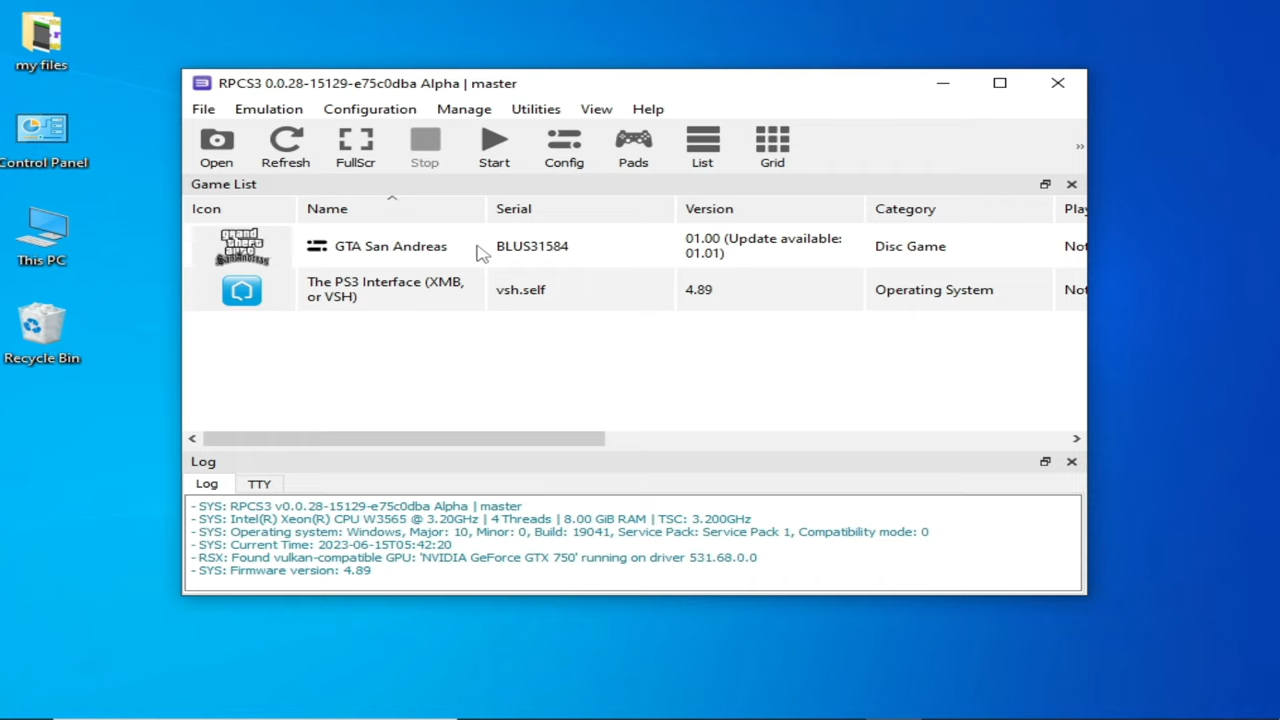 my files
Control Panel
This PC
Recycle Bin
RPCS3 0.0.28-15129-e75c0dba Alpha | master
File Emulation Configuration Manage Utilities View Help
Open Refresh FullScr Stop Start Config Pads List Grid »
Game List
Icon Name Serial Version Category Pla
grand theft auto SanAndreas GTA San Andreas BLUS31584 01.00 (Update available: 01.01) Disc Game Not
The PS3 Interface (XMB, or VSH) vsh.self 4.89 Operating System Not
Log
Log TTY
- SYS: RPCS3 v0.0.28-15129-e75c0dba Alpha | master
- SYS: Intel(R) Xeon(R) CPU W3565 @ 3.20GHz | 4 Threads | 8.00 GiB RAM | TSC: 3.200GHz
- SYS: Operating system: Windows, Major: 10, Minor: 0, Build: 19041, Service Pack: Service Pack 1, Compatibility mode: 0
- SYS: Current Time: 2023-06-15T05:42:20
- RSX: Found vulkan-compatible GPU: 'NVIDIA GeForce GTX 750' running on driver 531.68.0.0
- SYS: Firmware version: 4.89